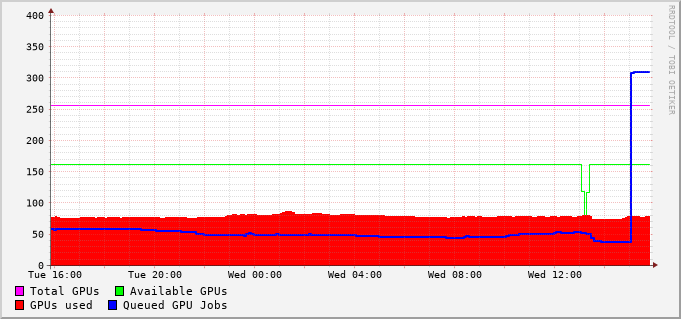 RRDTOOL / TOBI OETIKER
400
350
300
250
200
150
100
50
0
Tue 16:00 Tue 20:00 Wed 00:00 Wed 04:00 Wed 08:00 Wed 12:00
Total GPUs Available GPUs
GPUs used Queued GPU Jobs